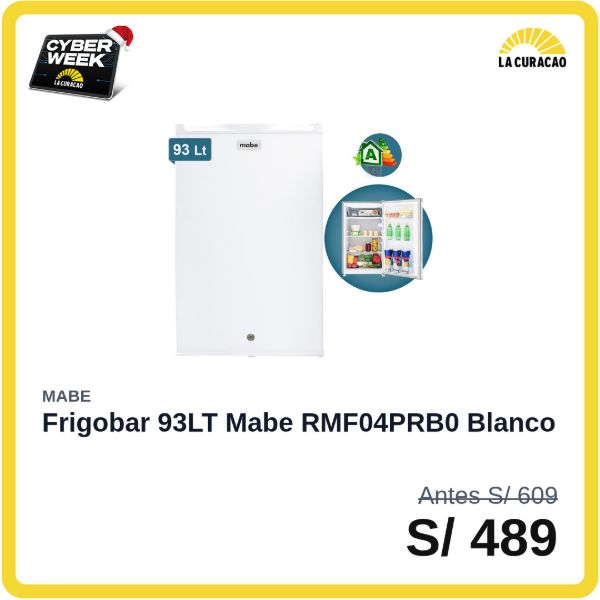 CYBER
WEEK
LA CURACAO
LA CURACAO
93 Lt
mabe
A
MABE
Frigobar 93LT Mabe RMF04PRB0 Blanco
Antes S/ 609
S/ 489